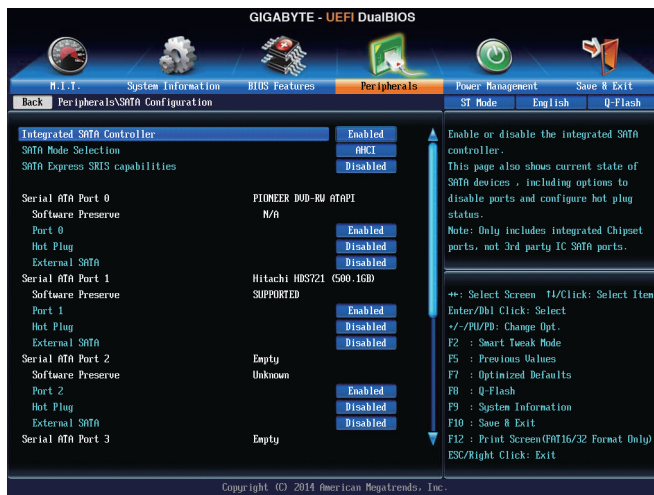 GIGABYTE - UEFI DualBIOS
M.I.T.
System Information
BIOS Features
Peripherals
Power Management
Save & Exit
Back Peripherals\SATA Configuration
ST Mode
English
Q-Flash
Integrated SATA Controller Enabled
SATA Mode Selection AHCI
SATA Express SRIS capabilities Disabled
Serial ATA Port 0 PIONEER DVD-RW ATAPI
Software Preserve N/A
Port 0 Enabled
Hot Plug Disabled
External SATA Disabled
Serial ATA Port 1 Hitachi HDS721 (500.1GB)
Software Preserve SUPPORTED
Port 1 Enabled
Hot Plug Disabled
External SATA Disabled
Serial ATA Port 2 Empty
Software Preserve Unknown
Port 2 Enabled
Hot Plug Disabled
External SATA Disabled
Serial ATA Port 3 Empty
Enable or disable the integrated SATA
controller.
This page also shows current state of
SATA devices , including options to
disable ports and configure hot plug
status.
Note: Only includes integrated Chipset
ports, not 3rd party IC SATA ports.
→←: Select Screen ↑↓/Click: Select Item
Enter/Dbl Click: Select
+/-/PU/PD: Change Opt.
F2 : Smart Tweak Mode
F5 : Previous Values
F7 : Optimized Defaults
F8 : Q-Flash
F9 : System Information
F10 : Save & Exit
F12 : Print Screen(FAT16/32 Format Only)
ESC/Right Click: Exit
Copyright (C) 2014 American Megatrends, Inc.